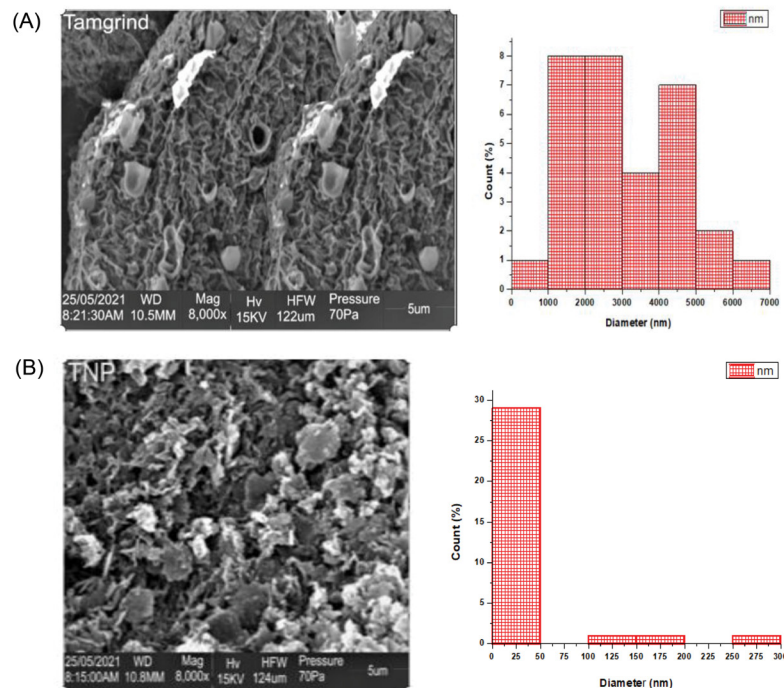 (A)
Tamgrind
25/05/2021 WD Mag Hv HFW Pressure
8:21:30AM 10.5MM 8,000x 15KV 122um 70Pa 5um
nm
Count (%)
8
7
6
5
4
3
2
1
0
0 1000 2000 3000 4000 5000 6000 7000
Diameter (nm)
(B)
TNP
25/05/2021 WD Mag Hv HFW Pressure
8:15:00AM 10.8MM 8,000x 15KV 124um 70Pa 5um
nm
Count (%)
30
25
20
15
10
5
0
0 25 50 75 100 125 150 175 200 225 250 275 300
Diameter (nm)